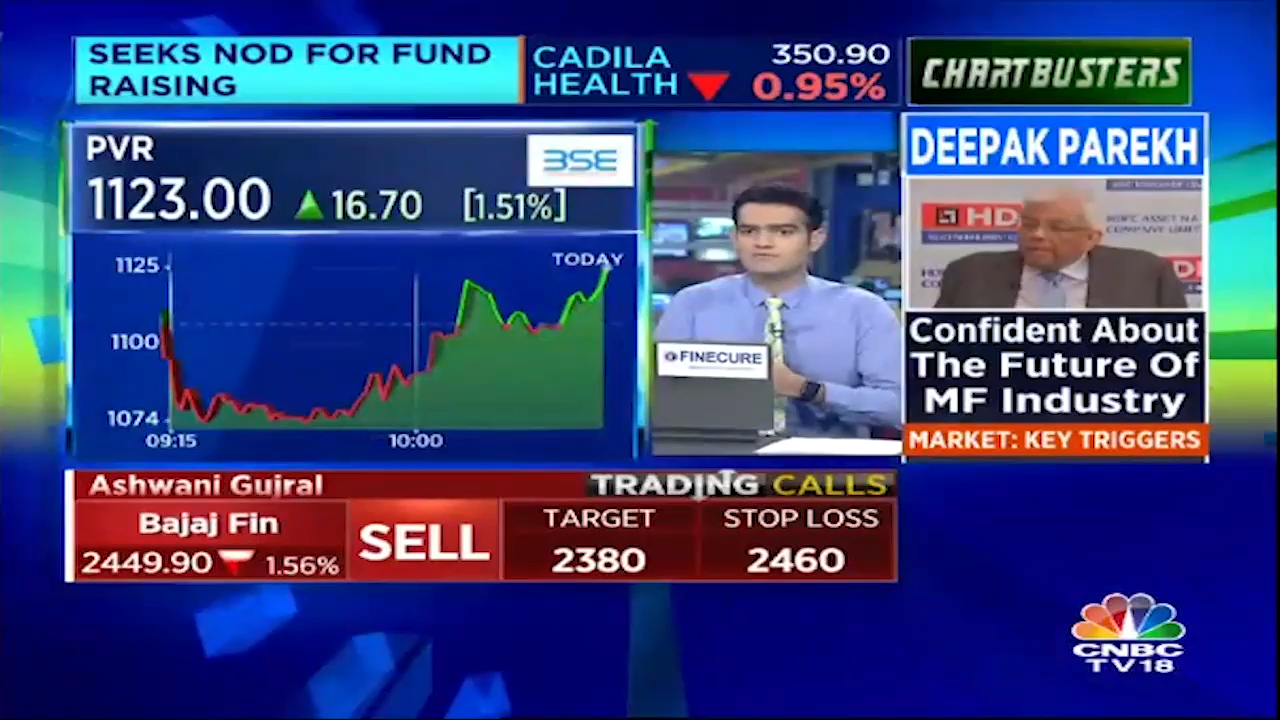 SEEKS NOD FOR FUND
RAISING
CADILA
HEALTH
350.90
0.95%
CHARTBUSTERS
PVR
BSE
1123.00
16.70
[1.51%]
TODAY
1125
1100
1074
09:15
10:00
FINECURE
DEEPAK PAREKH
HD
Confident About
The Future Of
MF Industry
MARKET: KEY TRIGGERS
Ashwani Gujral
TRADING CALLS
Bajaj Fin
2449.90
1.56%
SELL
TARGET
2380
STOP LOSS
2460
CNBC
TV18